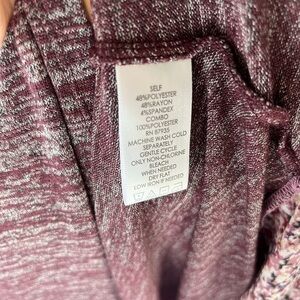 SELF
48%POLYESTER
48%RAYON
4%SPANDEX
COMBO
100%POLYESTER
RN 87935
MACHINE WASH COLD
SEPARATELY
GENTLE CYCLE
ONLY NON-CHLORINE
BLEACH
WHEN NEEDED
DRY FLAT
LOW IRON IF NEEDED